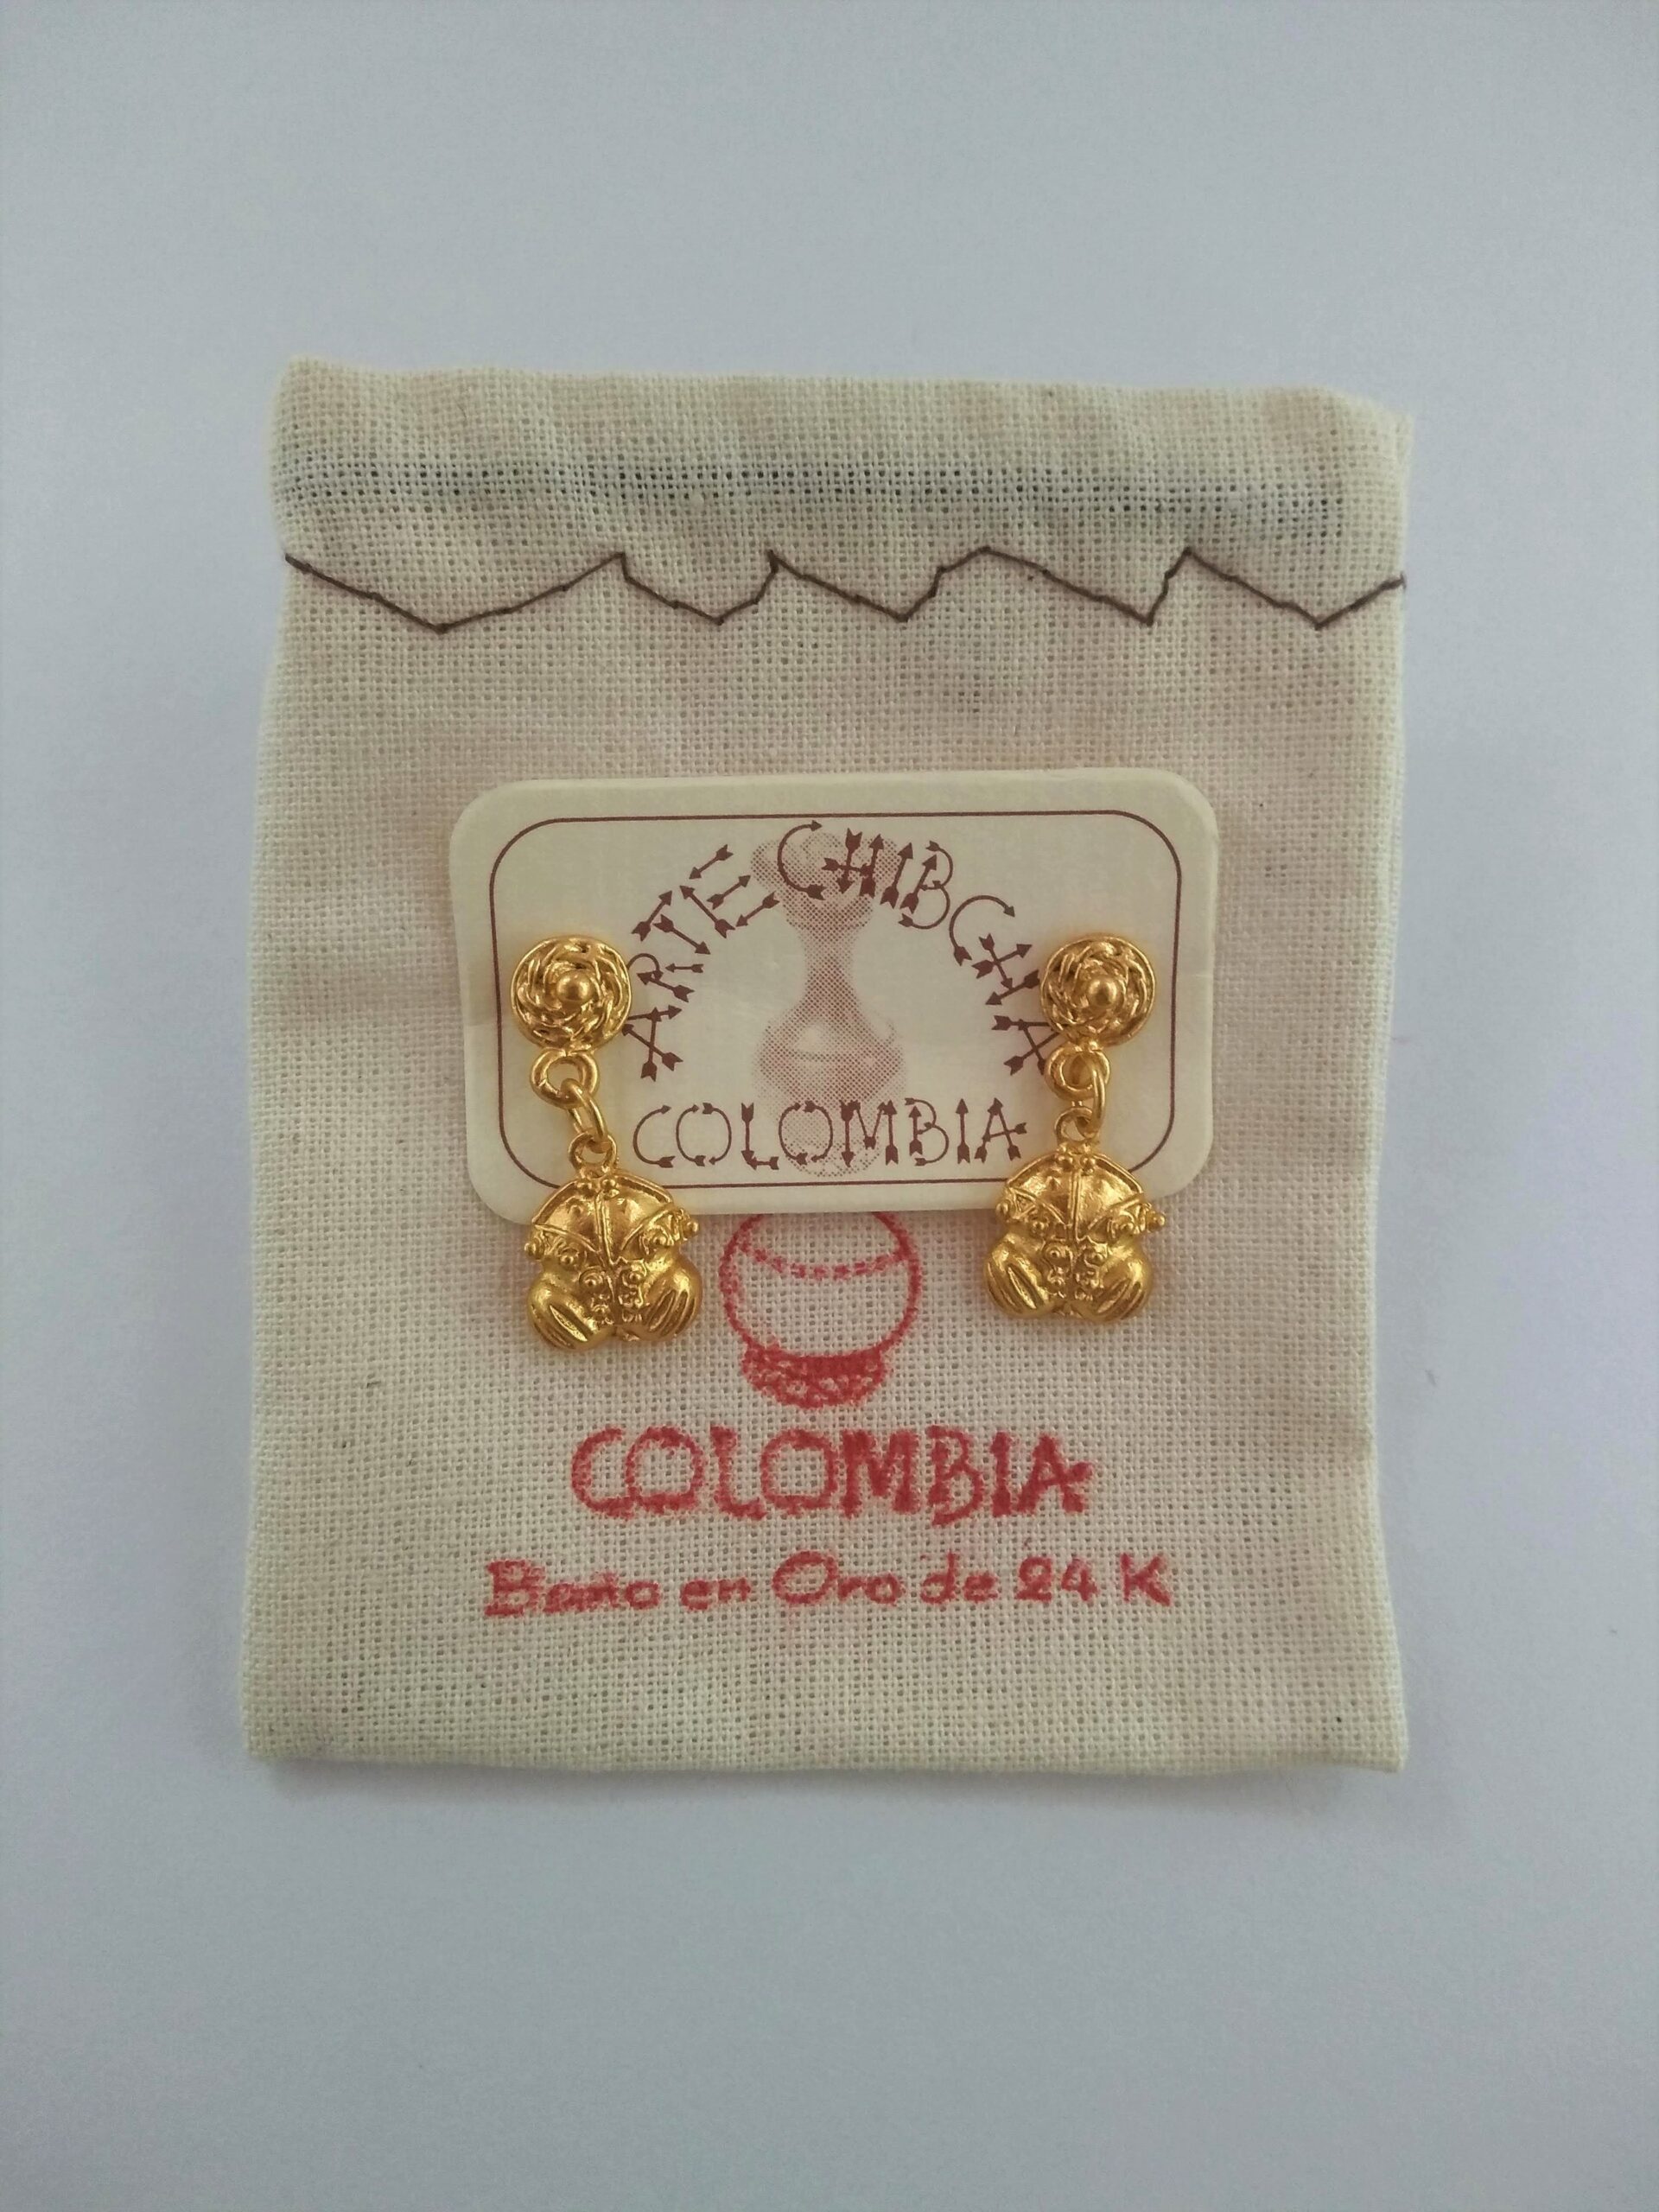 ARTE CHIBCHA
COLOMBIA
COLOMBIA
Baño en Oro de 24 K